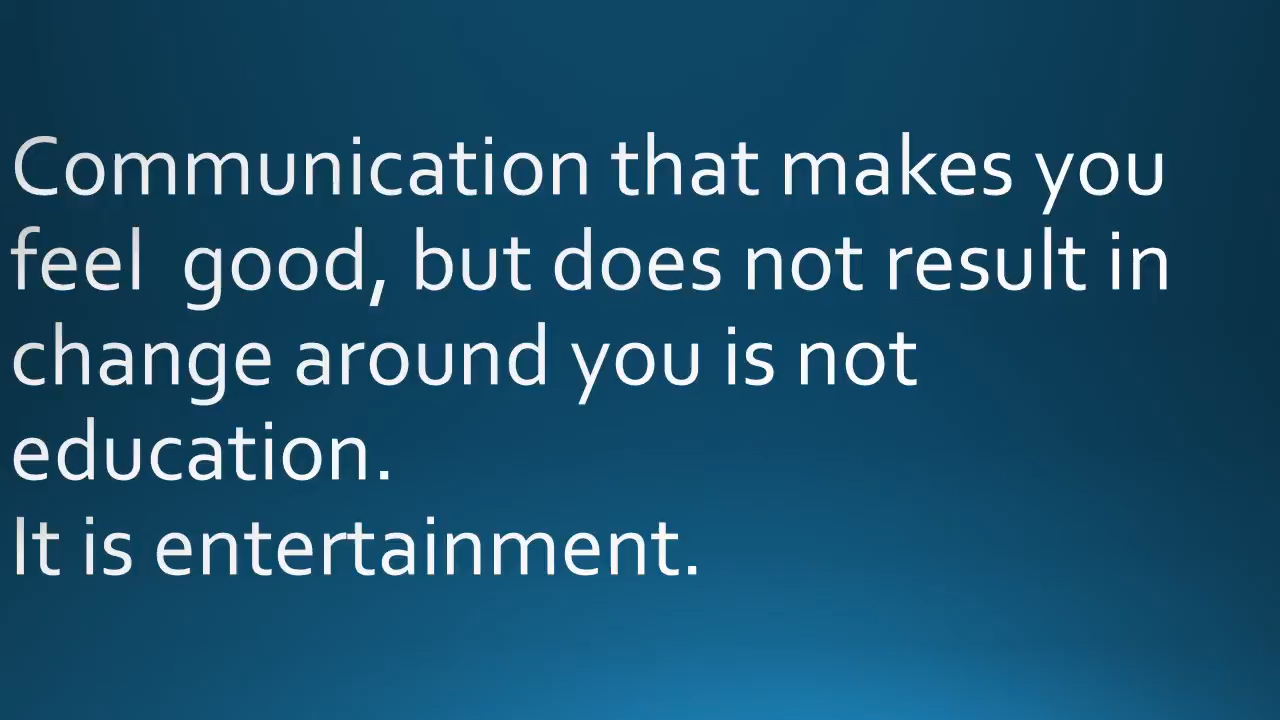 Communication that makes you
feel  good, but does not result in
change around you is not
education.
It is entertainment.